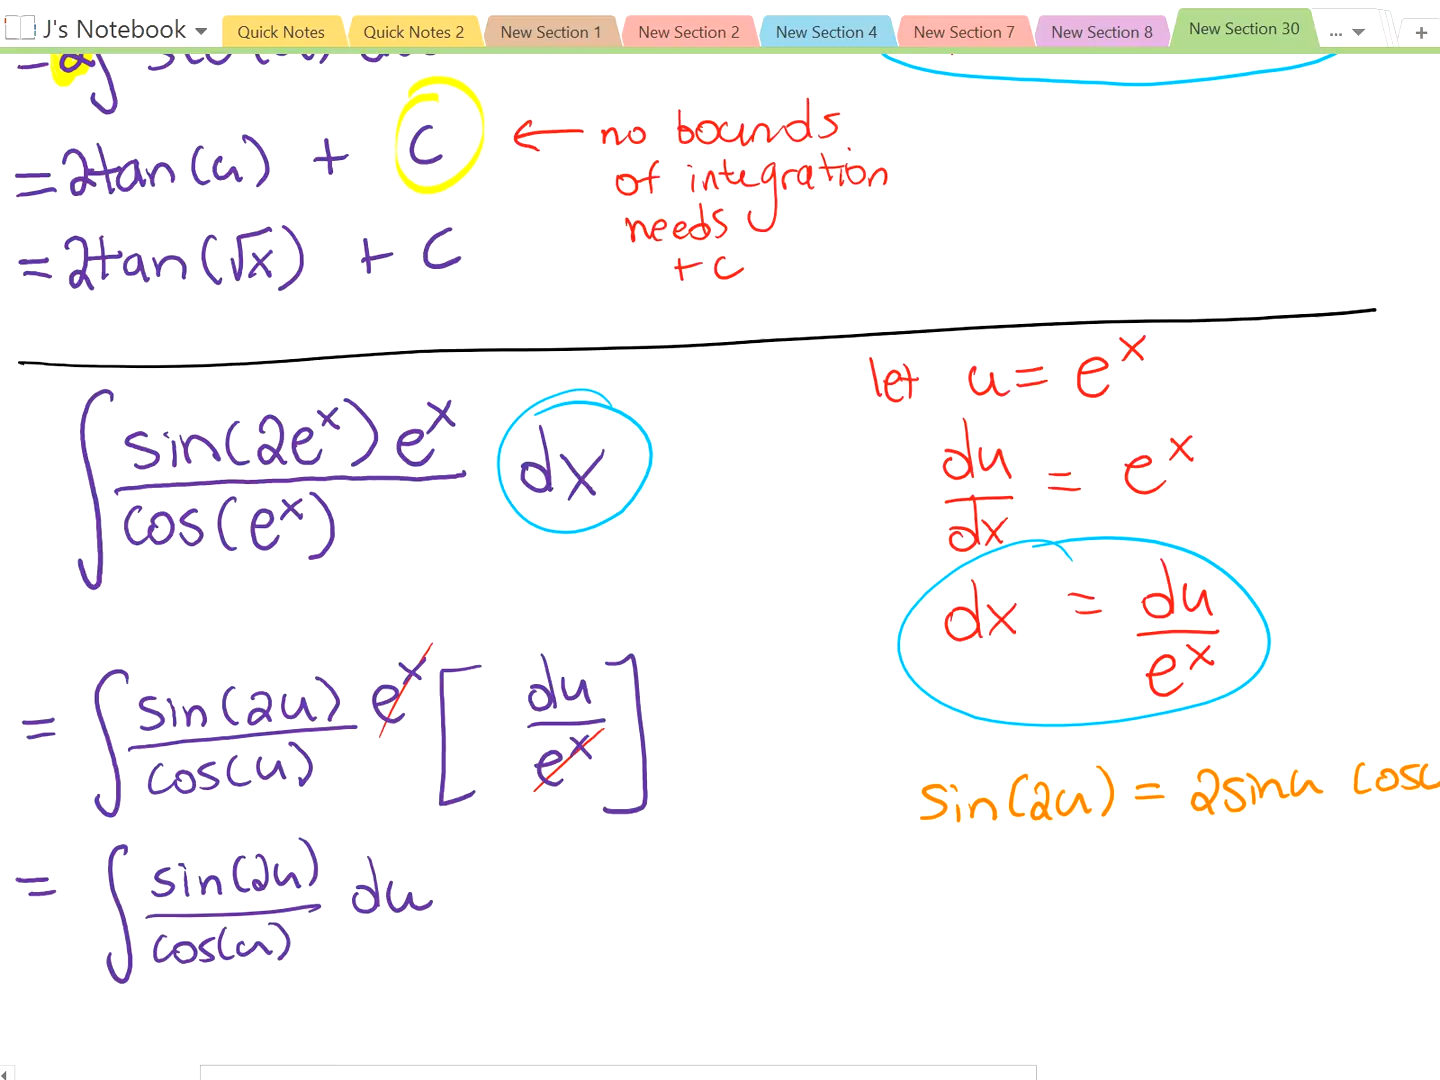 J's Notebook Quick Notes Quick Notes 2 New Section 1 New Section 2 New Section 4 New Section 7 New Section 8 New Section 30 ... +
= 2tan(u) + C ← no bounds
of integration
needs
+ C
= 2tan(√x) + C
∫ sin(2e^x) e^x / cos(e^x) dx
let u = e^x
du/dx = e^x
dx = du/e^x
= ∫ sin(2u)/cos(u) e^x [ du/e^x ]
sin(2u) = 2sinu cos
= ∫ sin(2u)/cos(u) du